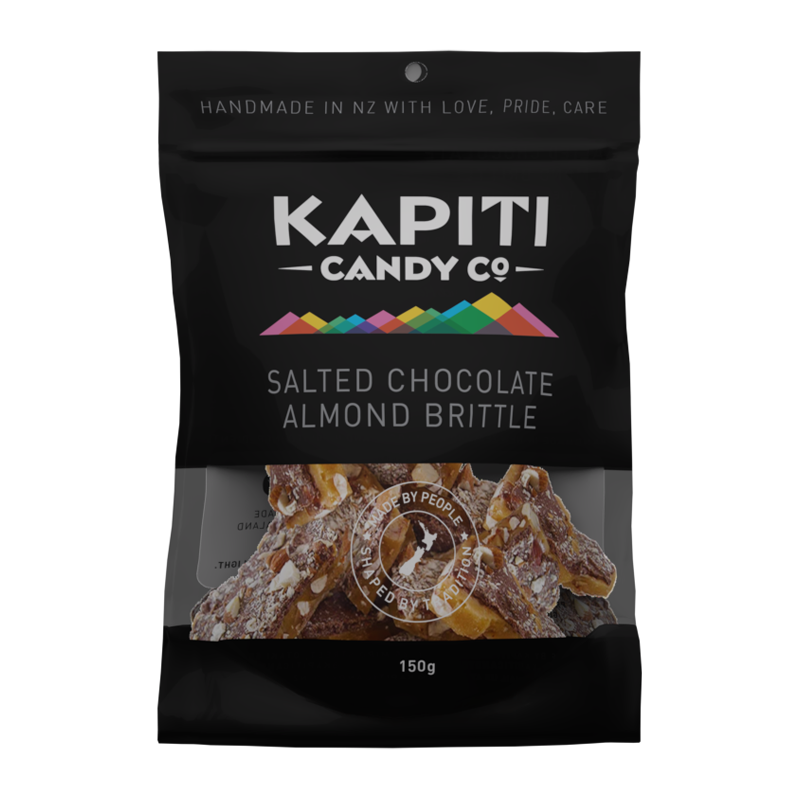 HANDMADE IN NZ WITH LOVE, PRIDE, CARE
KAPITI
CANDY Cº
SALTED CHOCOLATE
ALMOND BRITTLE
MADE BY PEOPLE
SHAPED BY TRADITION
150g